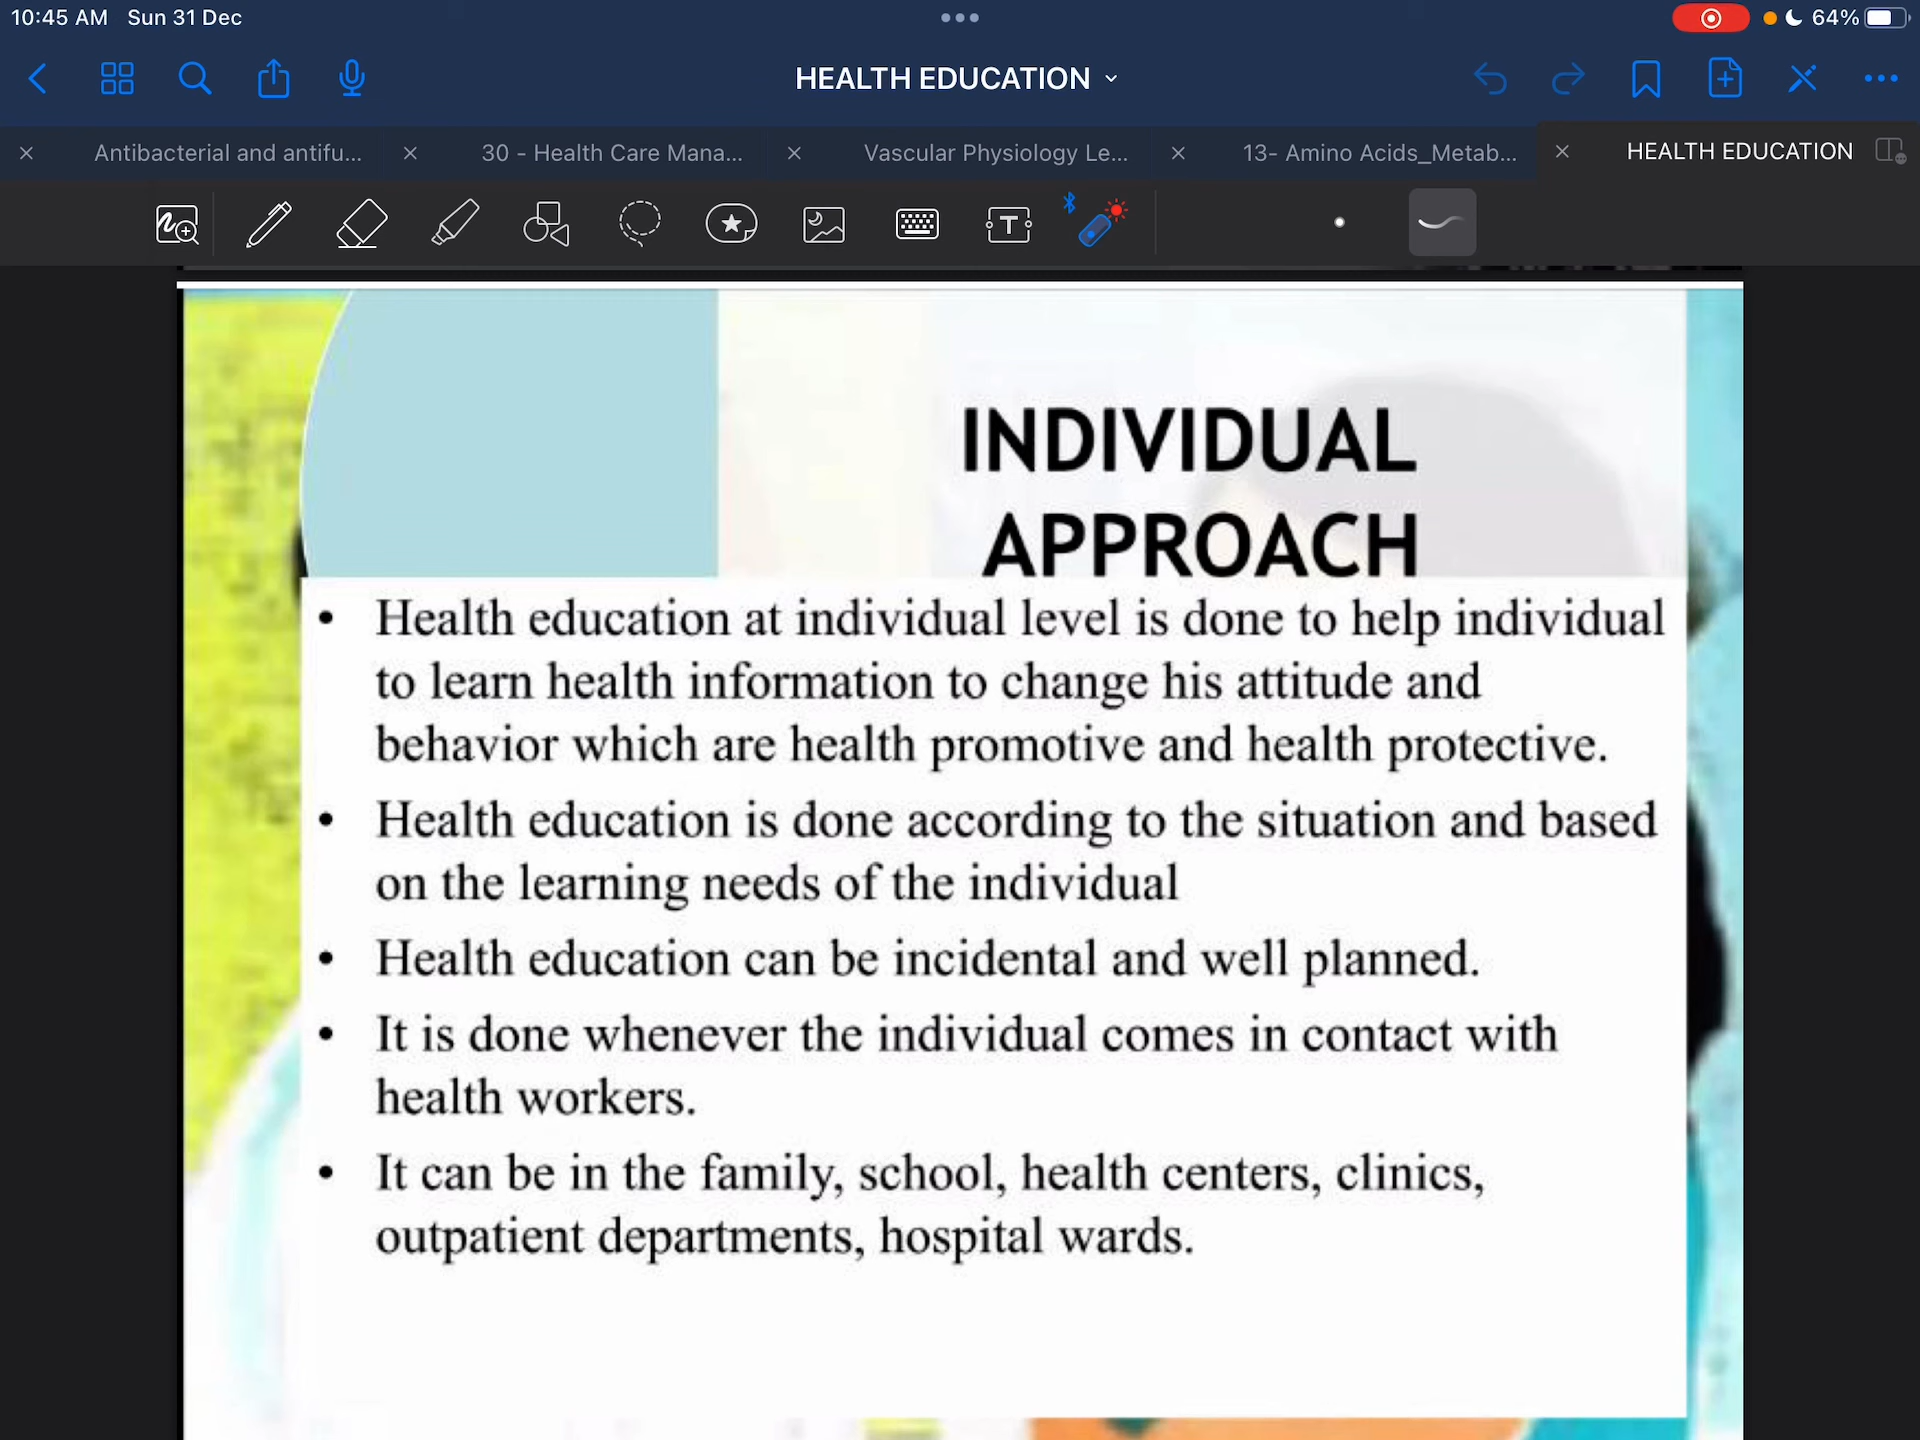 10:45 AM Sun 31 Dec
64%
HEALTH EDUCATION
Antibacterial and antifu...
30 - Health Care Mana...
Vascular Physiology Le...
13- Amino Acids_Metab...
HEALTH EDUCATION
T
INDIVIDUAL
APPROACH
• Health education at individual level is done to help individual
to learn health information to change his attitude and
behavior which are health promotive and health protective.
• Health education is done according to the situation and based
on the learning needs of the individual
• Health education can be incidental and well planned.
• It is done whenever the individual comes in contact with
health workers.
• It can be in the family, school, health centers, clinics,
outpatient departments, hospital wards.